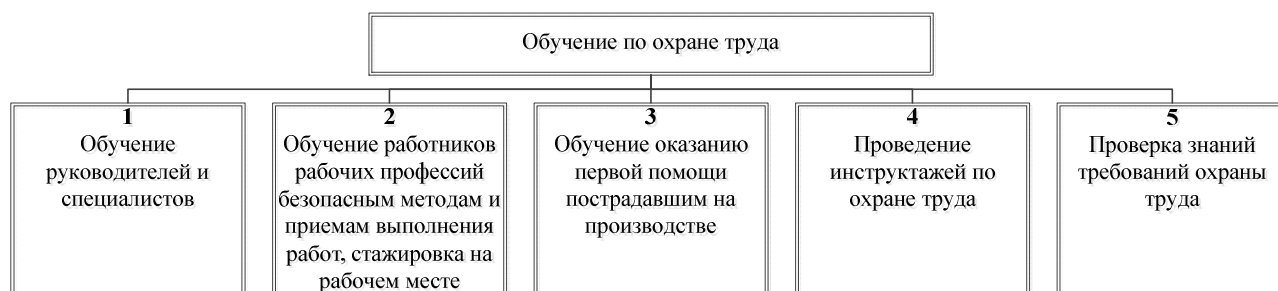 Обучение по охране труда
1
Обучение
руководителей и
специалистов
2
Обучение работников
рабочих профессий
безопасным методам и
приемам выполнения
работ, стажировка на
рабочем месте
3
Обучение оказанию
первой помощи
пострадавшим на
производстве
4
Проведение
инструктажей по
охране труда
5
Проверка знаний
требований охраны
труда